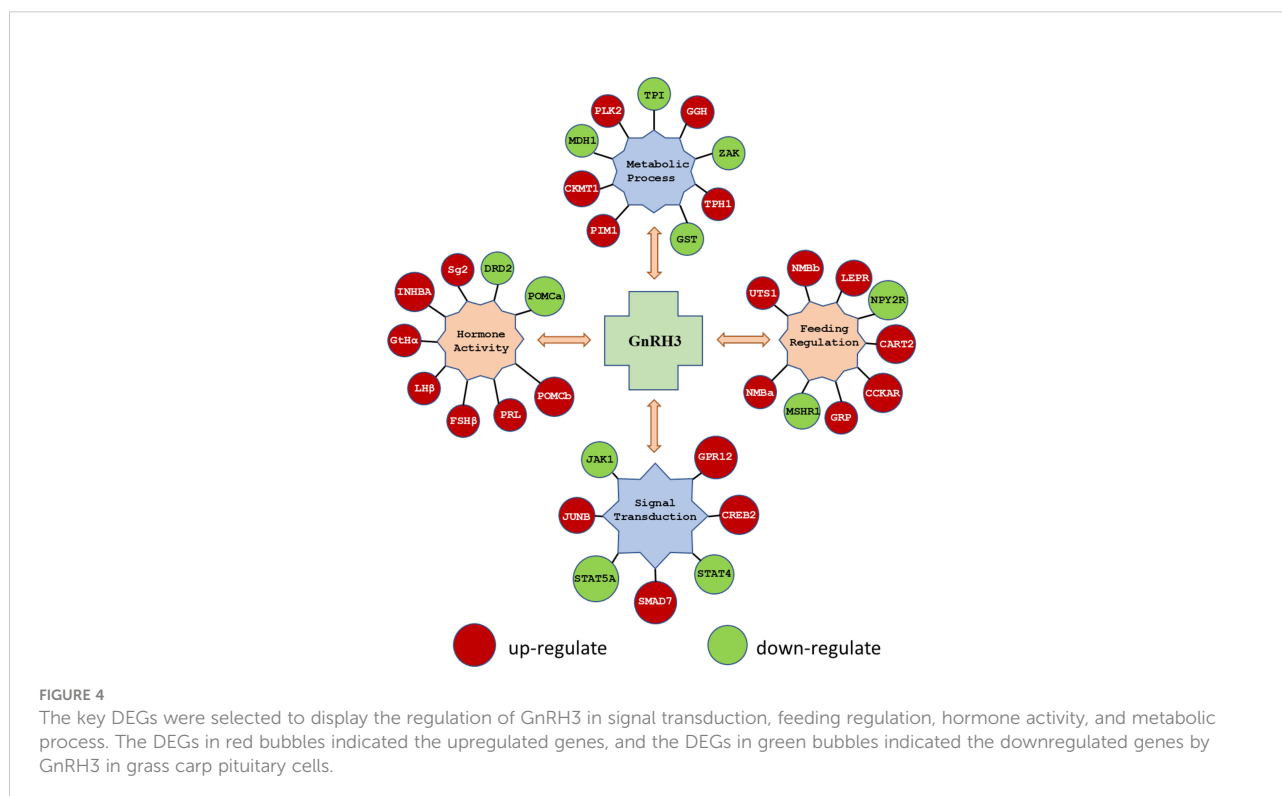 TPI
PLK2
GGH
MDH1
ZAK
Metabolic
Process
CKMT1
TPH1
PIM1
GST
Sg2
DRD2
POMCa
INHBA
GtHα
Hormone
Activity
LHβ
FSHβ
PRL
POMCb
GnRH3
NMBb
LEPR
UTS1
NPY2R
Feeding
Regulation
CART2
NMBa
CCKAR
MSHR1
GRP
JAK1
GPR12
JUNB
Signal
Transduction
CREB2
STAT5A
STAT4
SMAD7
up-regulate
down-regulate
FIGURE 4
The key DEGs were selected to display the regulation of GnRH3 in signal transduction, feeding regulation, hormone activity, and metabolic
process. The DEGs in red bubbles indicated the upregulated genes, and the DEGs in green bubbles indicated the downregulated genes by
GnRH3 in grass carp pituitary cells.